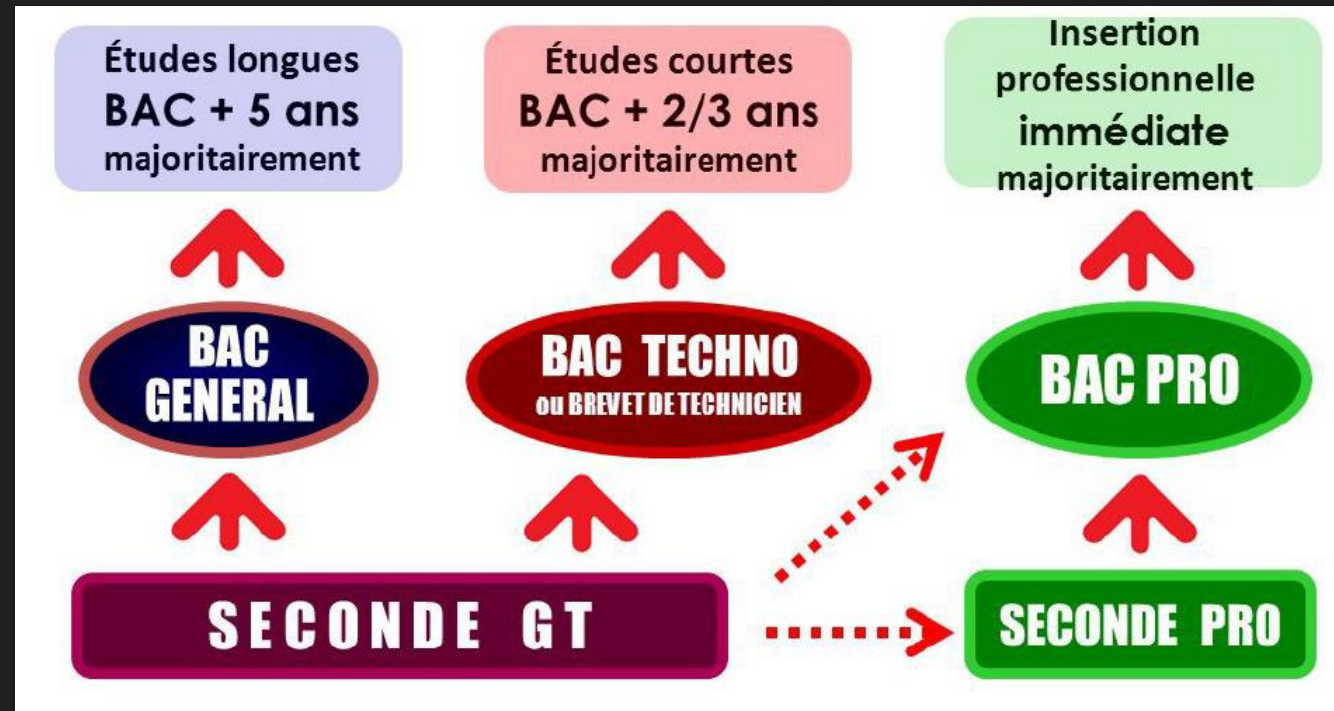 Études longues
BAC + 5 ans
majoritairement
Études courtes
BAC + 2/3 ans
majoritairement
Insertion
professionnelle
immédiate
majoritairement
BAC
GENERAL
BAC TECHNO
ou BREVET DE TECHNICIEN
BAC PRO
SECONDE GT
SECONDE PRO